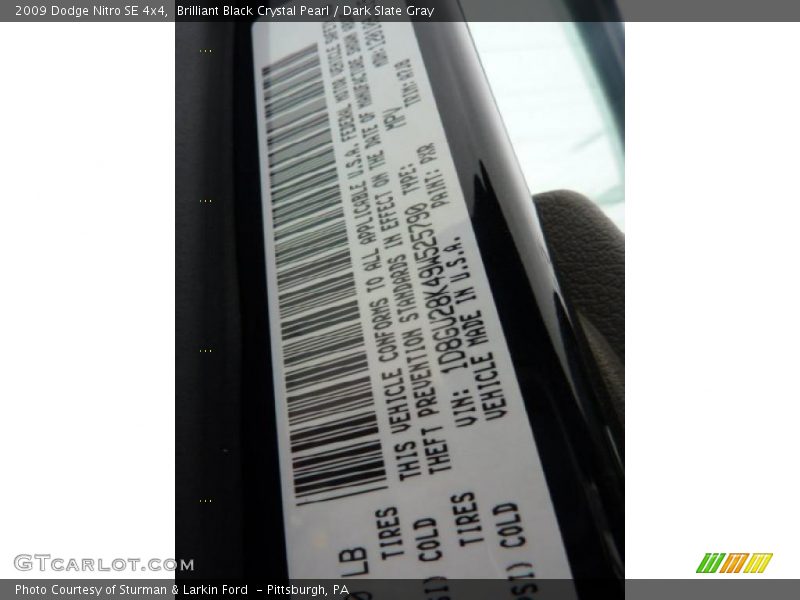 2009 Dodge Nitro SE 4x4, Brilliant Black Crystal Pearl / Dark Slate Gray
THIS VEHICLE CONFORMS TO ALL APPLICABLE U.S.A. FEDERAL MOTOR VEHICLE
THEFT PREVENTION STANDARDS IN EFFECT ON THE DATE OF MANUFACTURE
VIN: 1D8GU28K49W525790 TYPE: MPV
VEHICLE MADE IN U.S.A. PAINT: PXR TRIM:
LB
TIRES
COLD
TIRES
COLD
GTCarlot.com
Photo Courtesy of Sturman & Larkin Ford - Pittsburgh, PA